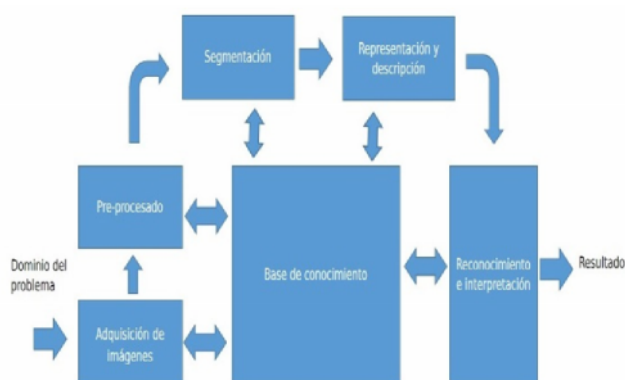 Segmentación
Representación y
descripción
Pre-procesado
Base de conocimiento
Reconocimiento
e interpretación
Resultado
Dominio del
problema
Adquisición de
imágenes